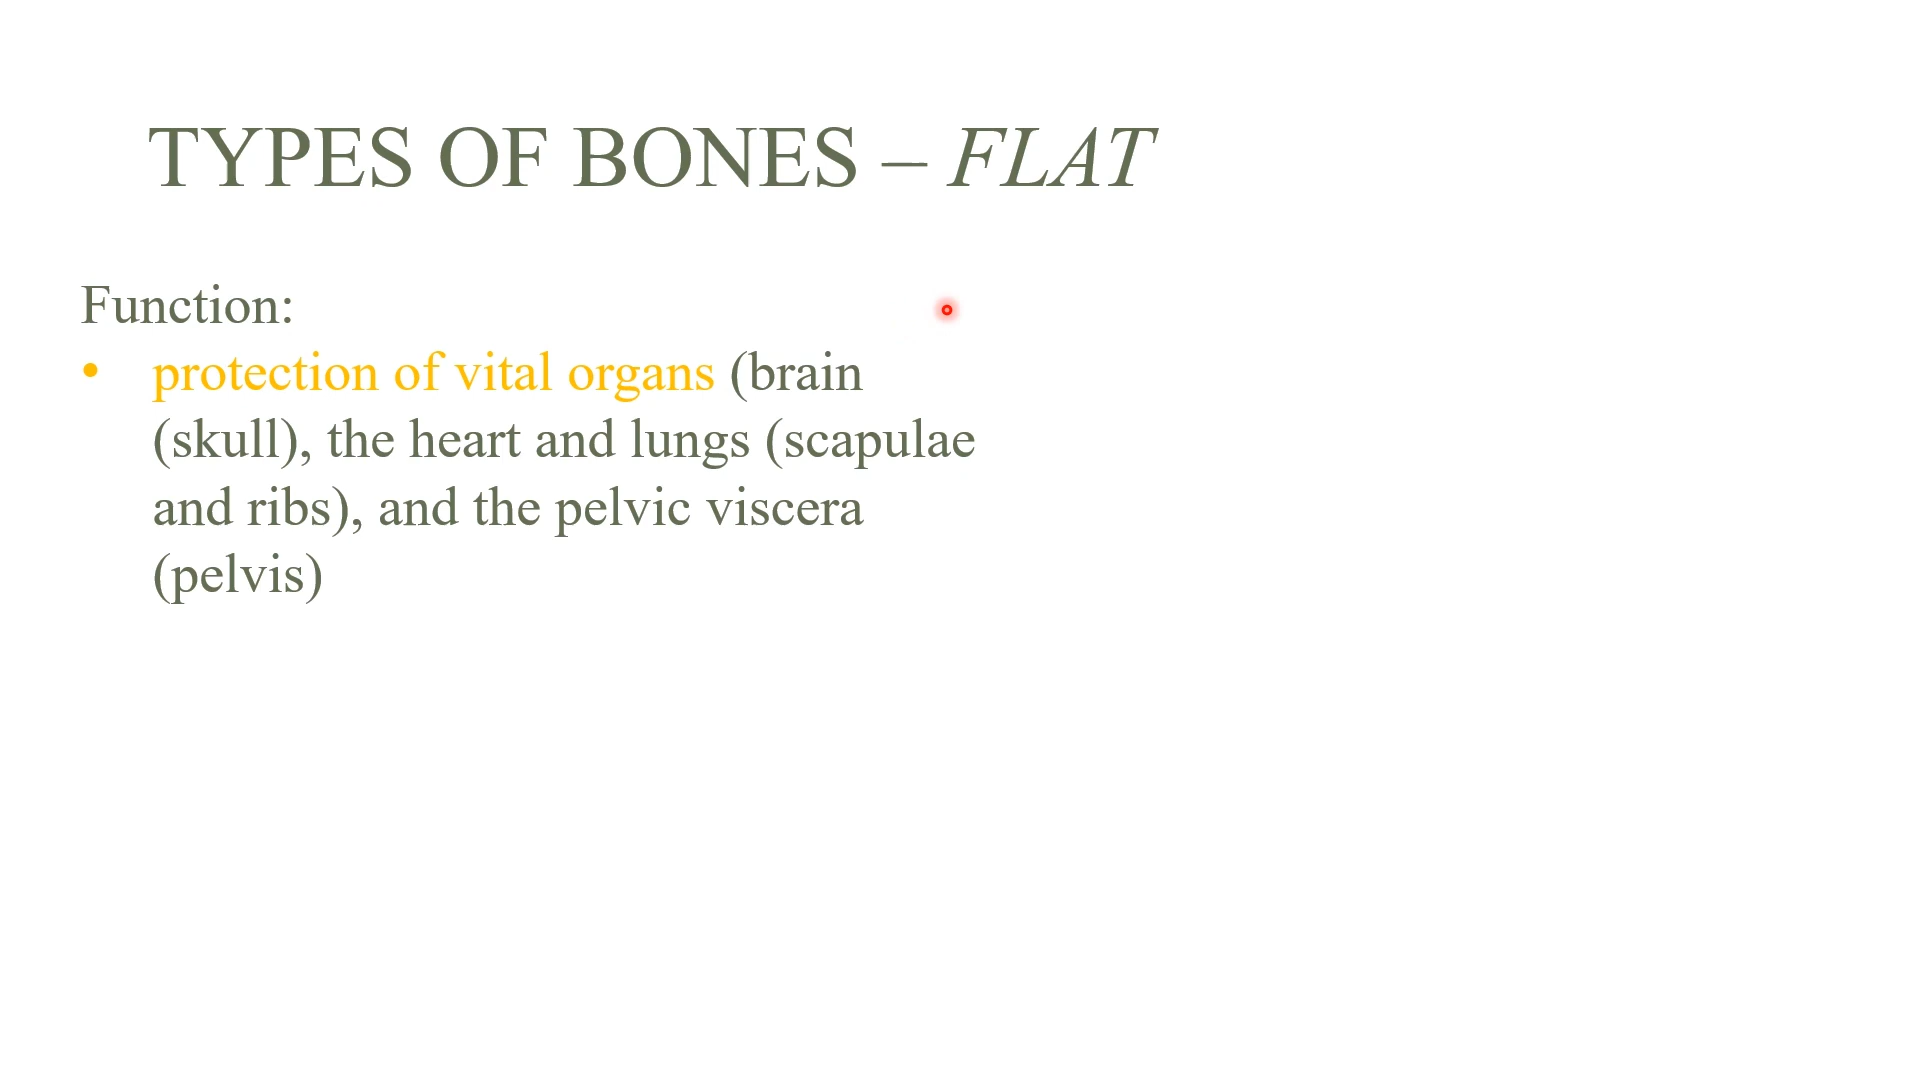 TYPES OF BONES – FLAT
Function:
• protection of vital organs (brain
(skull), the heart and lungs (scapulae
and ribs), and the pelvic viscera
(pelvis)